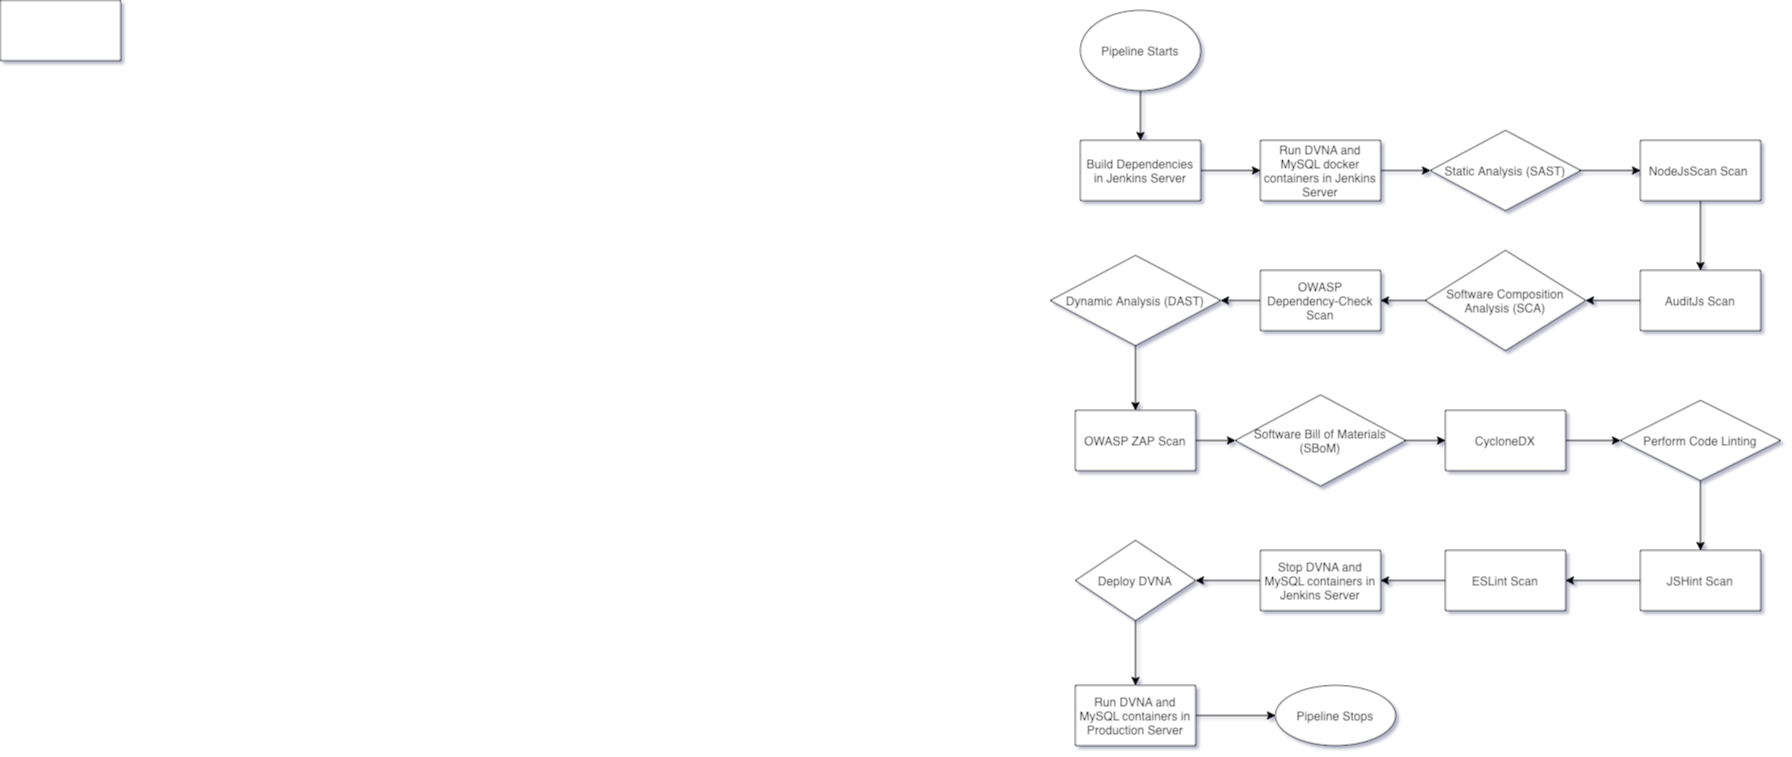 Pipeline Starts
Build Dependencies
in Jenkins Server
Run DVNA and
MySQL docker
containers in Jenkins
Server
Static Analysis (SAST)
NodeJsScan Scan
AuditJs Scan
Software Composition
Analysis (SCA)
OWASP
Dependency-Check
Scan
Dynamic Analysis (DAST)
OWASP ZAP Scan
Software Bill of Materials
(SBoM)
CycloneDX
Perform Code Linting
JSHint Scan
ESLint Scan
Stop DVNA and
MySQL containers in
Jenkins Server
Deploy DVNA
Run DVNA and
MySQL containers in
Production Server
Pipeline Stops